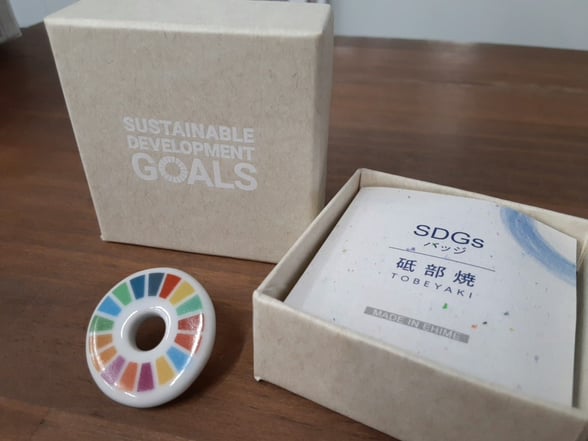 SUSTAINABLE
DEVELOPMENT
GOALS
SDGs
バッジ
砥部焼
TOBEYAKI
MADE IN EHIME